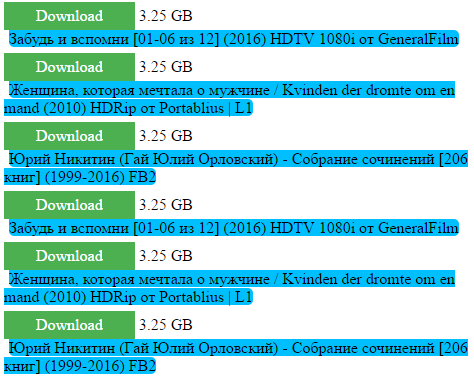 Download 3.25 GB
Забудь и вспомни [01-06 из 12] (2016) HDTV 1080i от GeneralFilm
Download 3.25 GB
Женщина, которая мечтала о мужчине / Kvinden der dromte om en
mand (2010) HDRip от Portablius | L1
Download 3.25 GB
Юрий Никитин (Гай Юлий Орловский) - Собрание сочинений [206
книг] (1999-2016) FB2
Download 3.25 GB
Забудь и вспомни [01-06 из 12] (2016) HDTV 1080i от GeneralFilm
Download 3.25 GB
Женщина, которая мечтала о мужчине / Kvinden der dromte om en
mand (2010) HDRip от Portablius | L1
Download 3.25 GB
Юрий Никитин (Гай Юлий Орловский) - Собрание сочинений [206
книг] (1999-2016) FB2